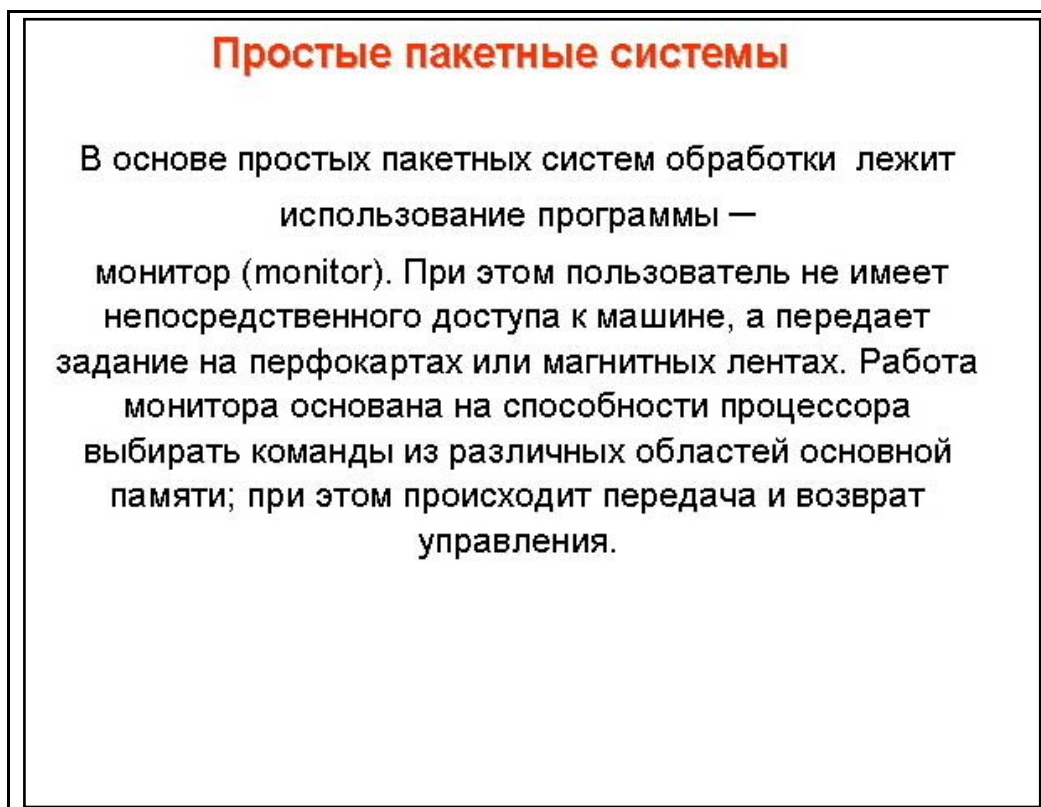 Простые пакетные системы
В основе простых пакетных систем обработки лежит
использование программы —
монитор (monitor). При этом пользователь не имеет
непосредственного доступа к машине, а передает
задание на перфокартах или магнитных лентах. Работа
монитора основана на способности процессора
выбирать команды из различных областей основной
памяти; при этом происходит передача и возврат
управления.